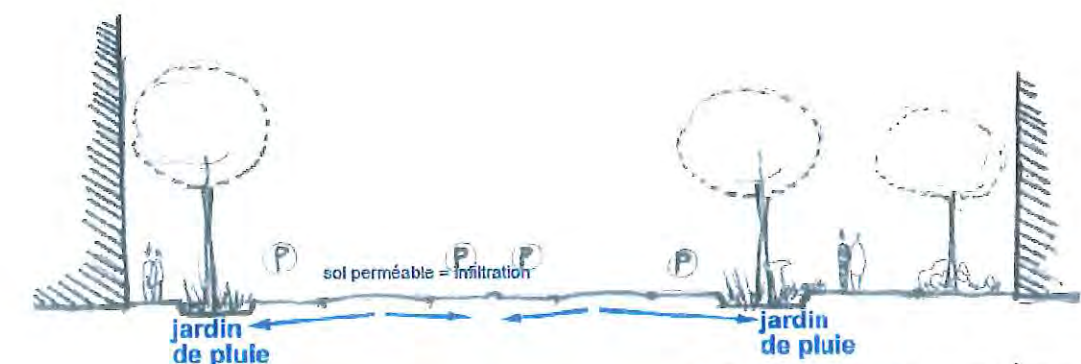 P
P
P
P
sol perméable = infiltration
jardin
de pluie
jardin
de pluie